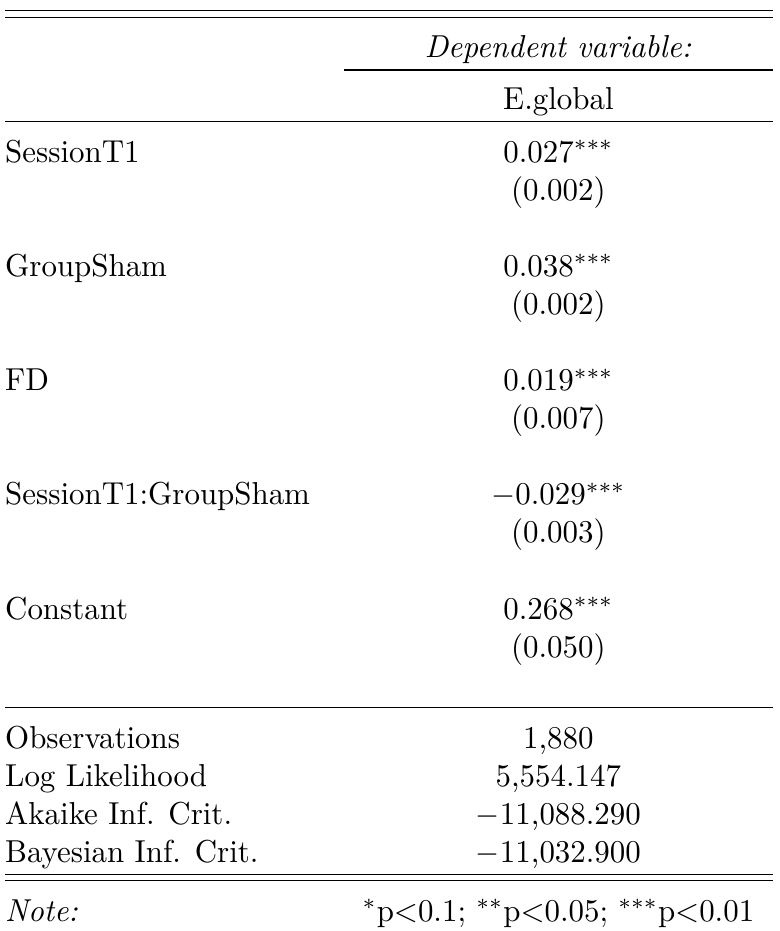 Dependent variable:
E.global
SessionT1 0.027***
(0.002)
GroupSham 0.038***
(0.002)
FD 0.019***
(0.007)
SessionT1:GroupSham −0.029***
(0.003)
Constant 0.268***
(0.050)
Observations 1,880
Log Likelihood 5,554.147
Akaike Inf. Crit. −11,088.290
Bayesian Inf. Crit. −11,032.900
Note: *p<0.1; **p<0.05; ***p<0.01